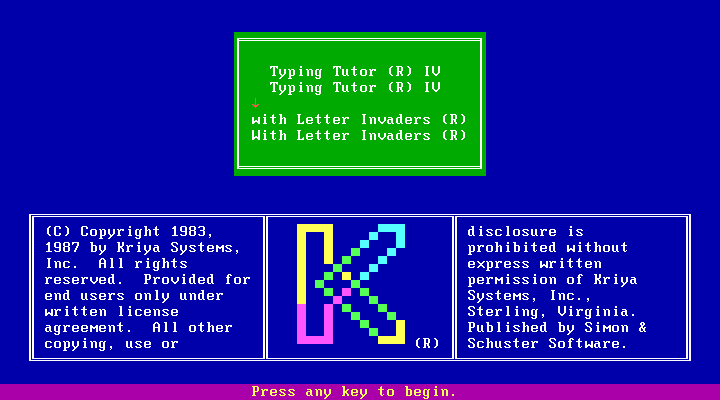 Typing Tutor (R) IV
Typing Tutor (R) IV
↓
with Letter Invaders (R)
With Letter Invaders (R)
(C) Copyright 1983,
1987 by Kriya Systems,
Inc.  All rights
reserved.  Provided for
end users only under
written license
agreement.  All other
copying, use or
K
(R)
disclosure is
prohibited without
express written
permission of Kriya
Systems, Inc.,
Sterling, Virginia.
Published by Simon &
Schuster Software.
Press any key to begin.